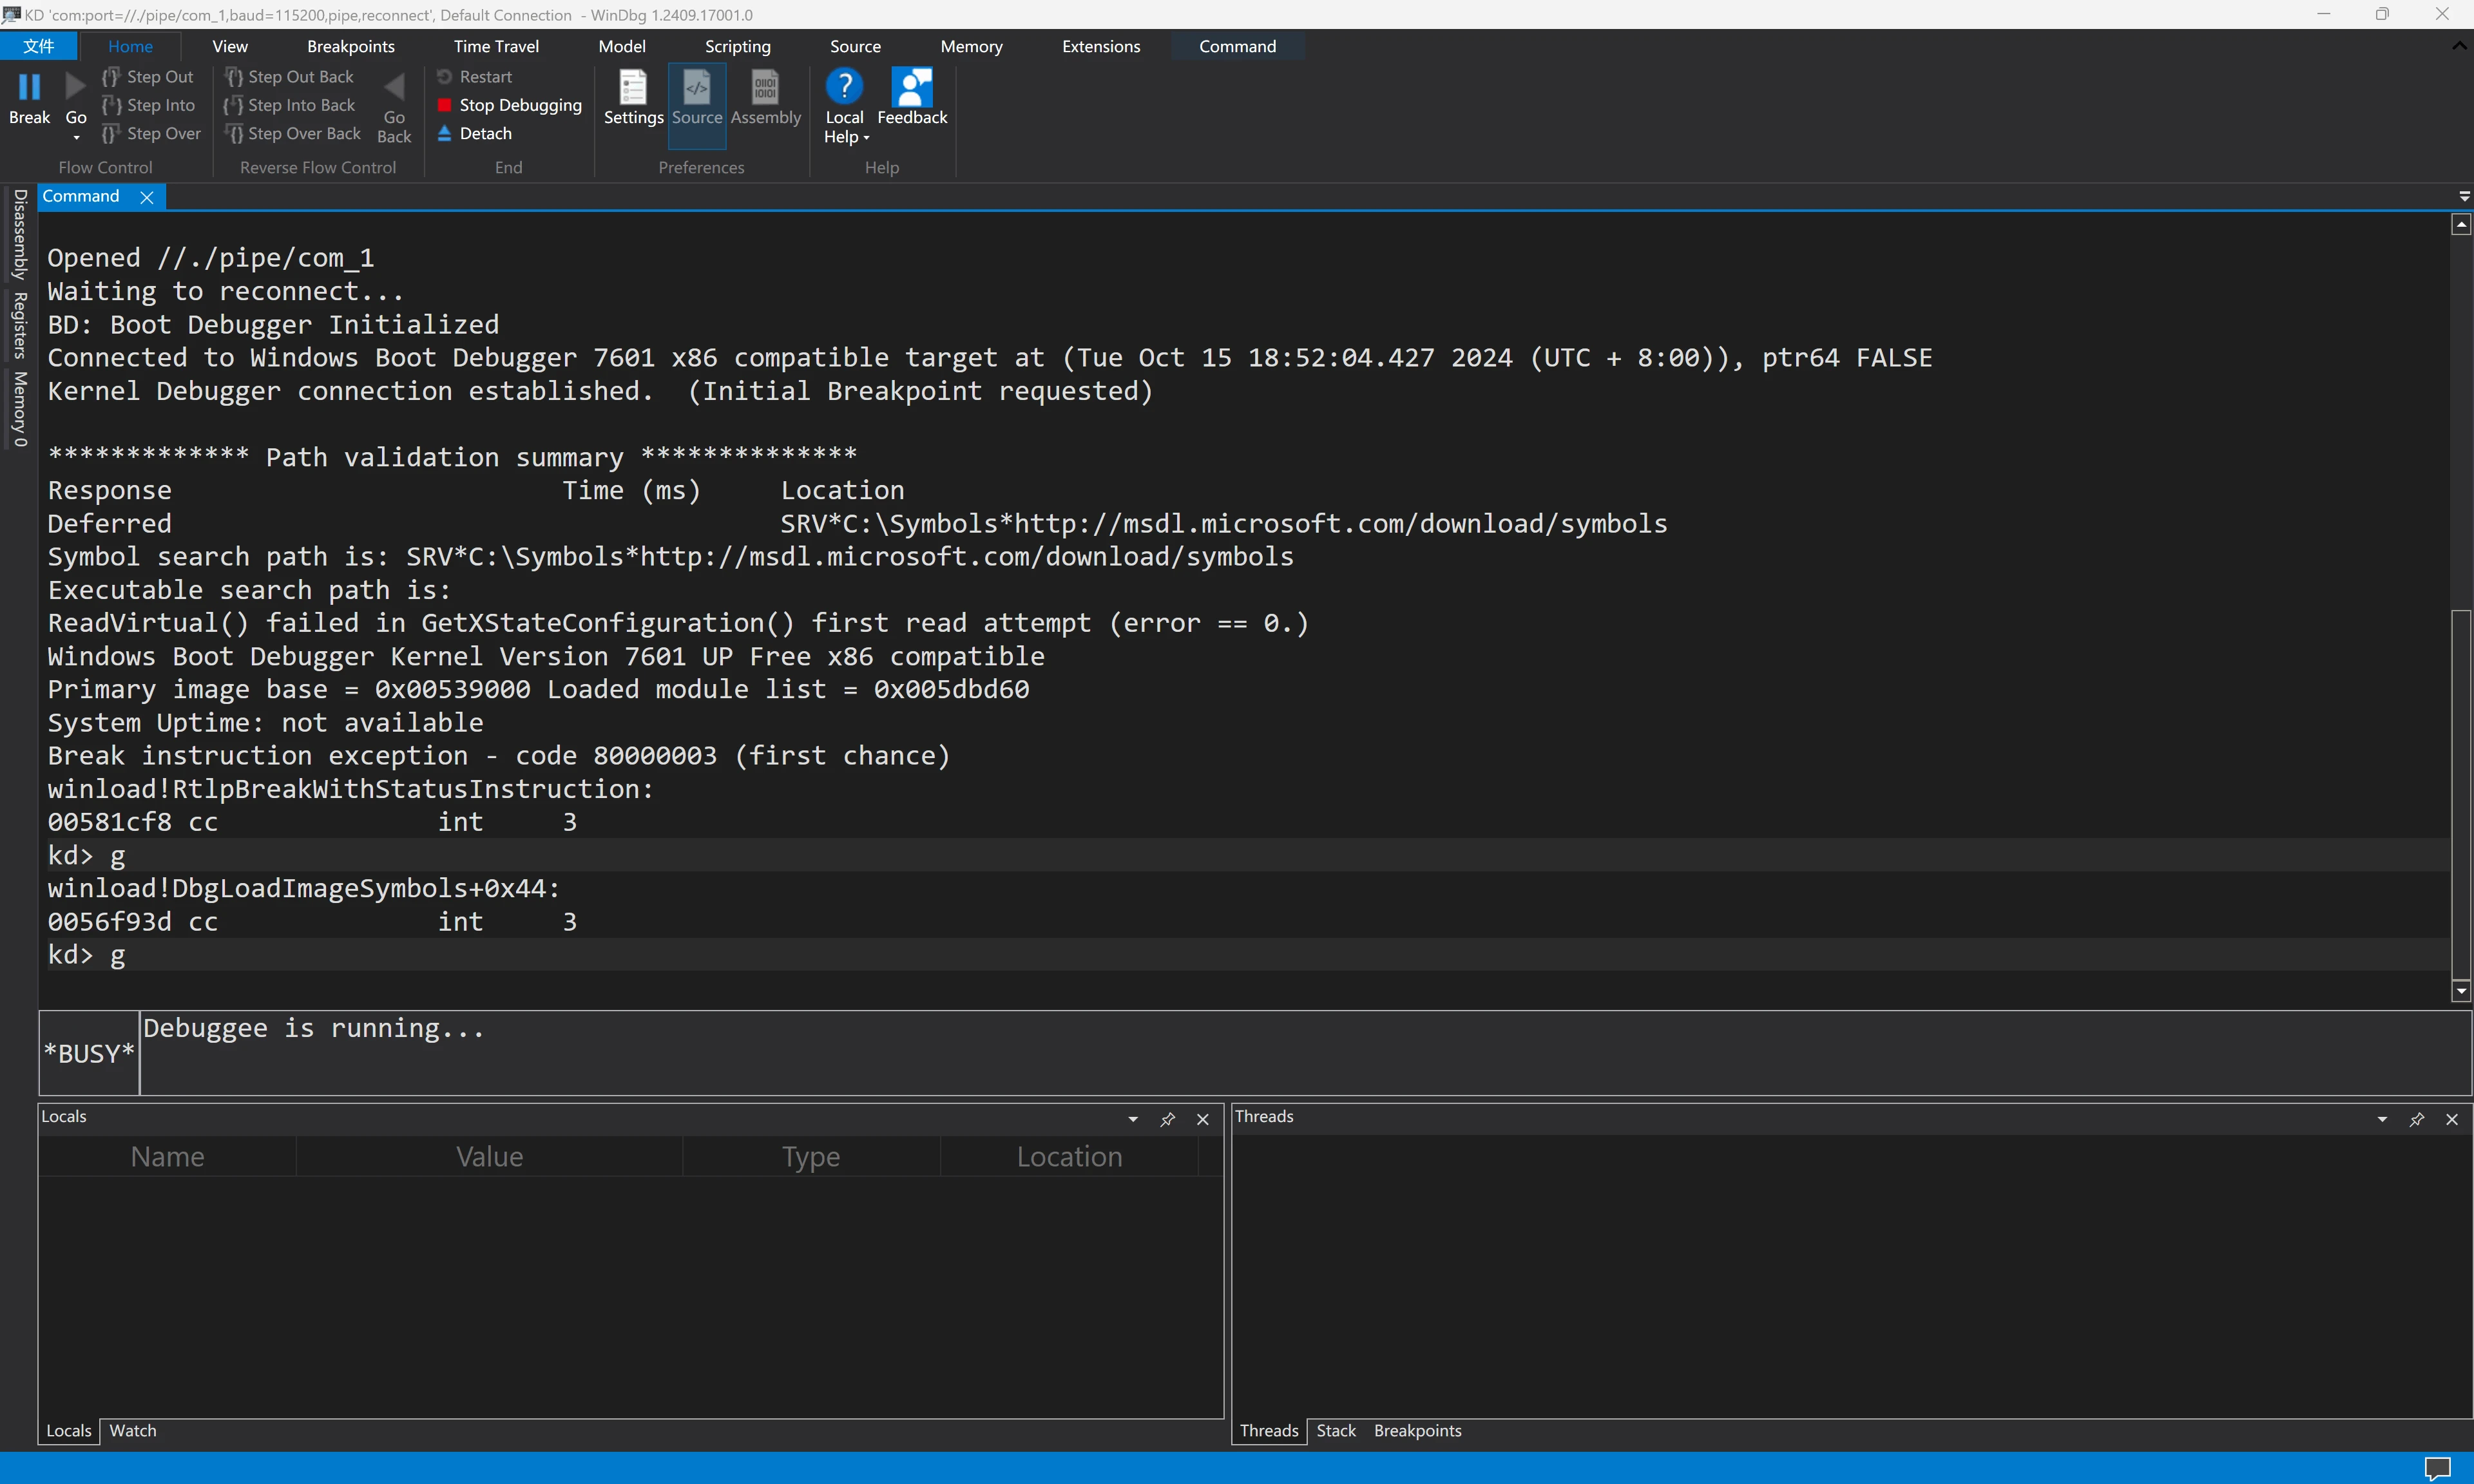 KD 'com:port=//./pipe/com_1,baud=115200,pipe,reconnect', Default Connection - WinDbg 1.2409.17001.0
文件 Home View Breakpoints Time Travel Model Scripting Source Memory Extensions Command
Break
Go
Step Out
Step Into
Step Over
Flow Control
Step Out Back
Step Into Back
Step Over Back
Go Back
Reverse Flow Control
Restart
Stop Debugging
Detach
End
Settings
Source
Assembly
Preferences
Local Help
Feedback
Help
Disassembly
Registers
Memory 0
Command
Opened //./pipe/com_1
Waiting to reconnect...
BD: Boot Debugger Initialized
Connected to Windows Boot Debugger 7601 x86 compatible target at (Tue Oct 15 18:52:04.427 2024 (UTC + 8:00)), ptr64 FALSE
Kernel Debugger connection established.  (Initial Breakpoint requested)
************* Path validation summary **************
Response                         Time (ms)     Location
Deferred                                       SRV*C:\Symbols*http://msdl.microsoft.com/download/symbols
Symbol search path is: SRV*C:\Symbols*http://msdl.microsoft.com/download/symbols
Executable search path is:
ReadVirtual() failed in GetXStateConfiguration() first read attempt (error == 0.)
Windows Boot Debugger Kernel Version 7601 UP Free x86 compatible
Primary image base = 0x00539000 Loaded module list = 0x005dbd60
System Uptime: not available
Break instruction exception - code 80000003 (first chance)
winload!RtlpBreakWithStatusInstruction:
00581cf8 cc              int     3
kd> g
winload!DbgLoadImageSymbols+0x44:
0056f93d cc              int     3
kd> g
*BUSY* Debuggee is running...
Locals
Name Value Type Location
Locals Watch
Threads
Threads Stack Breakpoints